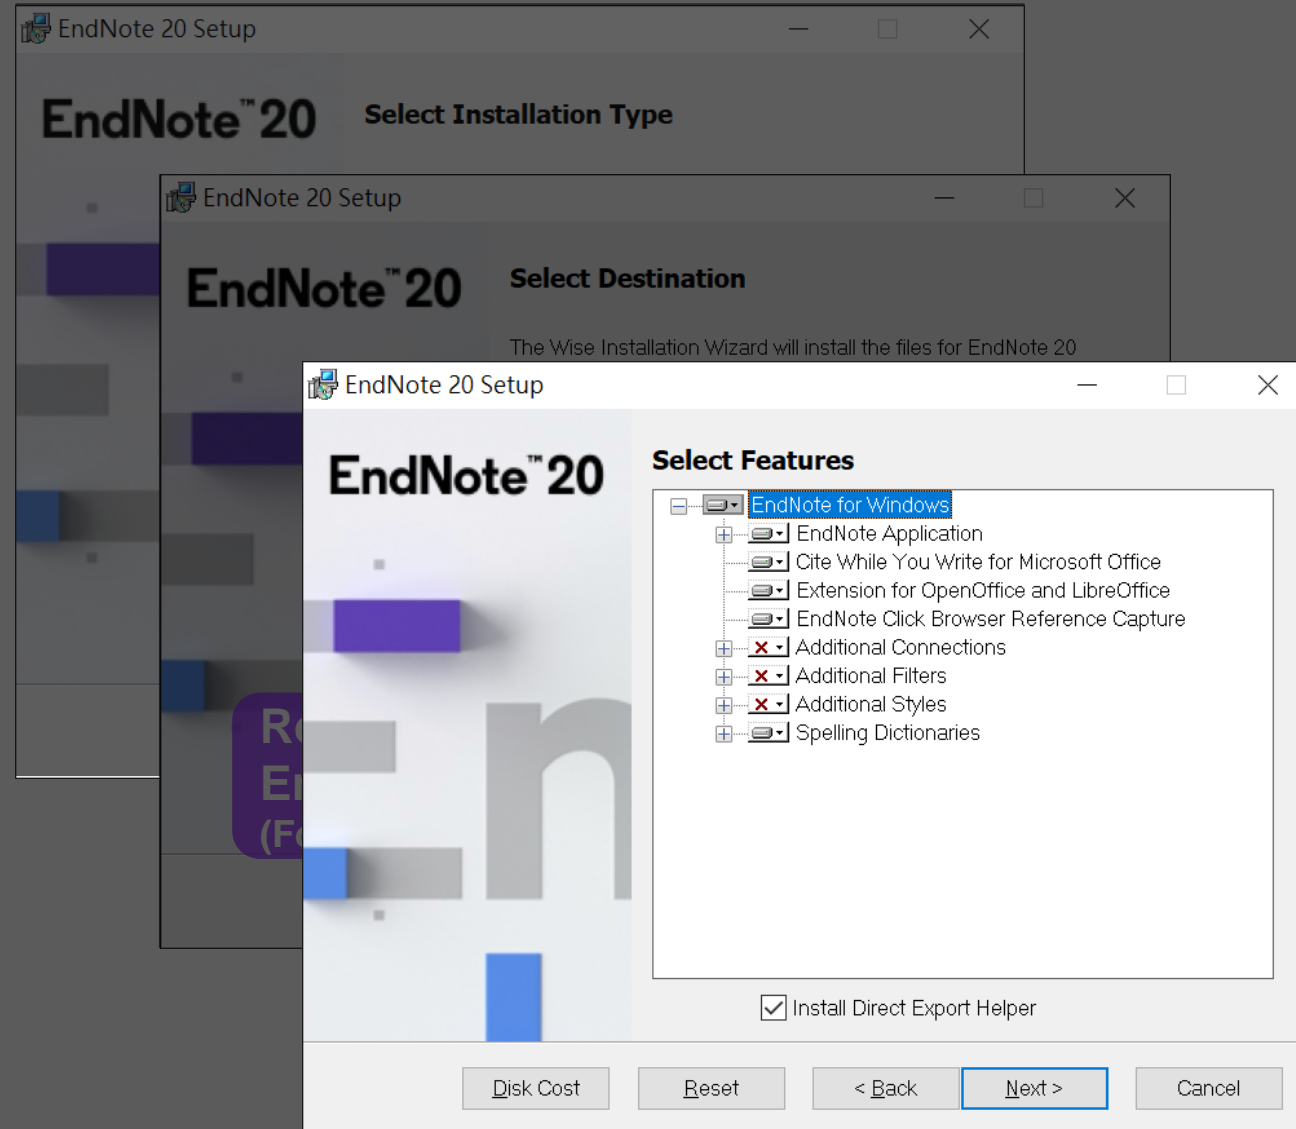 EndNote 20 Setup
EndNote™20
Select Installation Type
EndNote 20 Setup
EndNote™20
Select Destination
The Wise Installation Wizard will install the files for EndNote 20
EndNote 20 Setup
EndNote™20
Select Features
EndNote for Windows
EndNote Application
Cite While You Write for Microsoft Office
Extension for OpenOffice and LibreOffice
EndNote Click Browser Reference Capture
Additional Connections
Additional Filters
Additional Styles
Spelling Dictionaries
Install Direct Export Helper
Disk Cost
Reset
< Back
Next >
Cancel